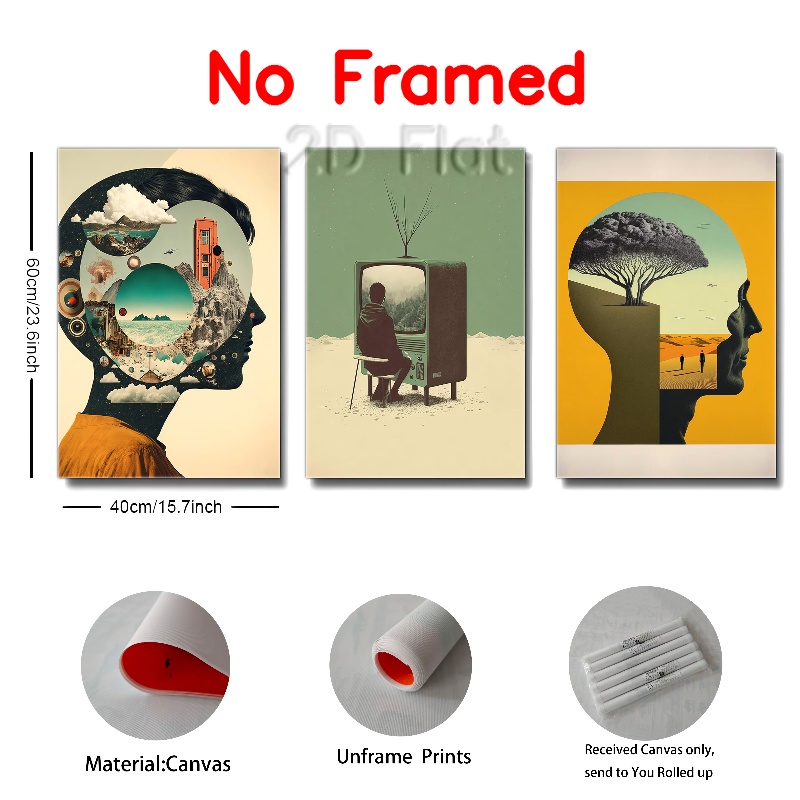 No Framed
2D Flat
60cm/23.6inch
40cm/15.7inch
Material:Canvas
Unframe Prints
Received Canvas only,
send to You Rolled up